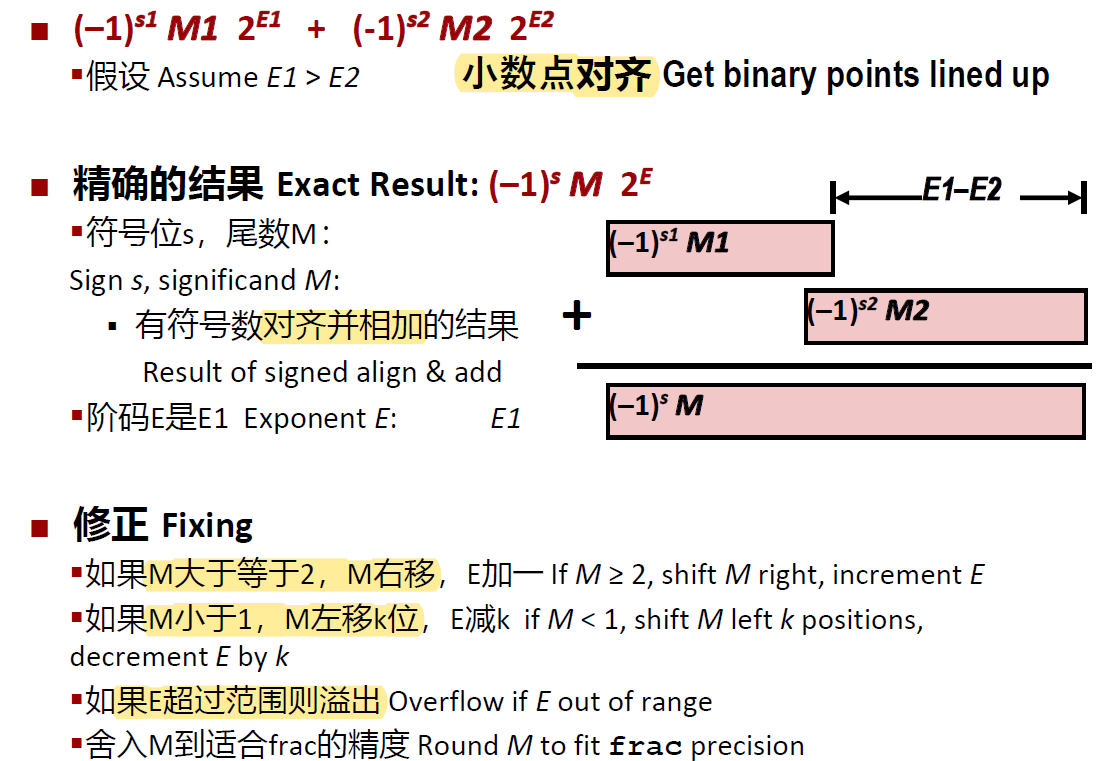 (–1)^s1 M1 2^E1 + (-1)^s2 M2 2^E2
▪假设 Assume E1 > E2
小数点对齐 Get binary points lined up
精确的结果 Exact Result: (–1)^s M 2^E
E1–E2
▪符号位s，尾数M：
(–1)^s1 M1
Sign s, significand M:
▪ 有符号数对齐并相加的结果
+
(–1)^s2 M2
Result of signed align & add
▪阶码E是E1 Exponent E: E1
(–1)^s M
修正 Fixing
▪如果M大于等于2，M右移，E加一 If M ≥ 2, shift M right, increment E
▪如果M小于1，M左移k位，E减k if M < 1, shift M left k positions,
decrement E by k
▪如果E超过范围则溢出 Overflow if E out of range
▪舍入M到适合frac的精度 Round M to fit frac precision